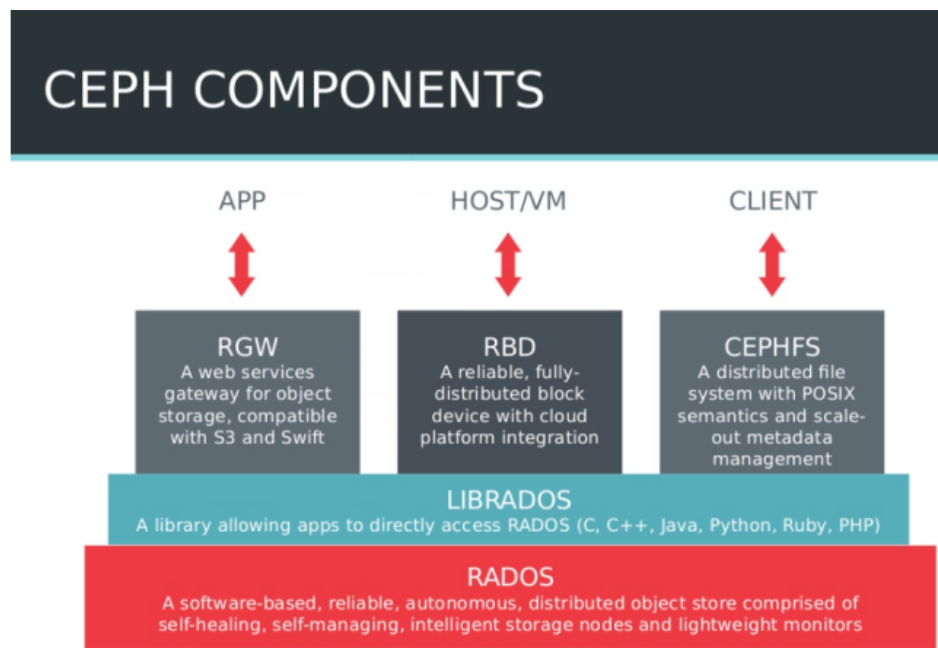 CEPH COMPONENTS
APP
HOST/VM
CLIENT
RGW
A web services
gateway for object
storage, compatible
with S3 and Swift
RBD
A reliable, fully-
distributed block
device with cloud
platform integration
CEPHFS
A distributed file
system with POSIX
semantics and scale-
out metadata
management
LIBRADOS
A library allowing apps to directly access RADOS (C, C++, Java, Python, Ruby, PHP)
RADOS
A software-based, reliable, autonomous, distributed object store comprised of
self-healing, self-managing, intelligent storage nodes and lightweight monitors